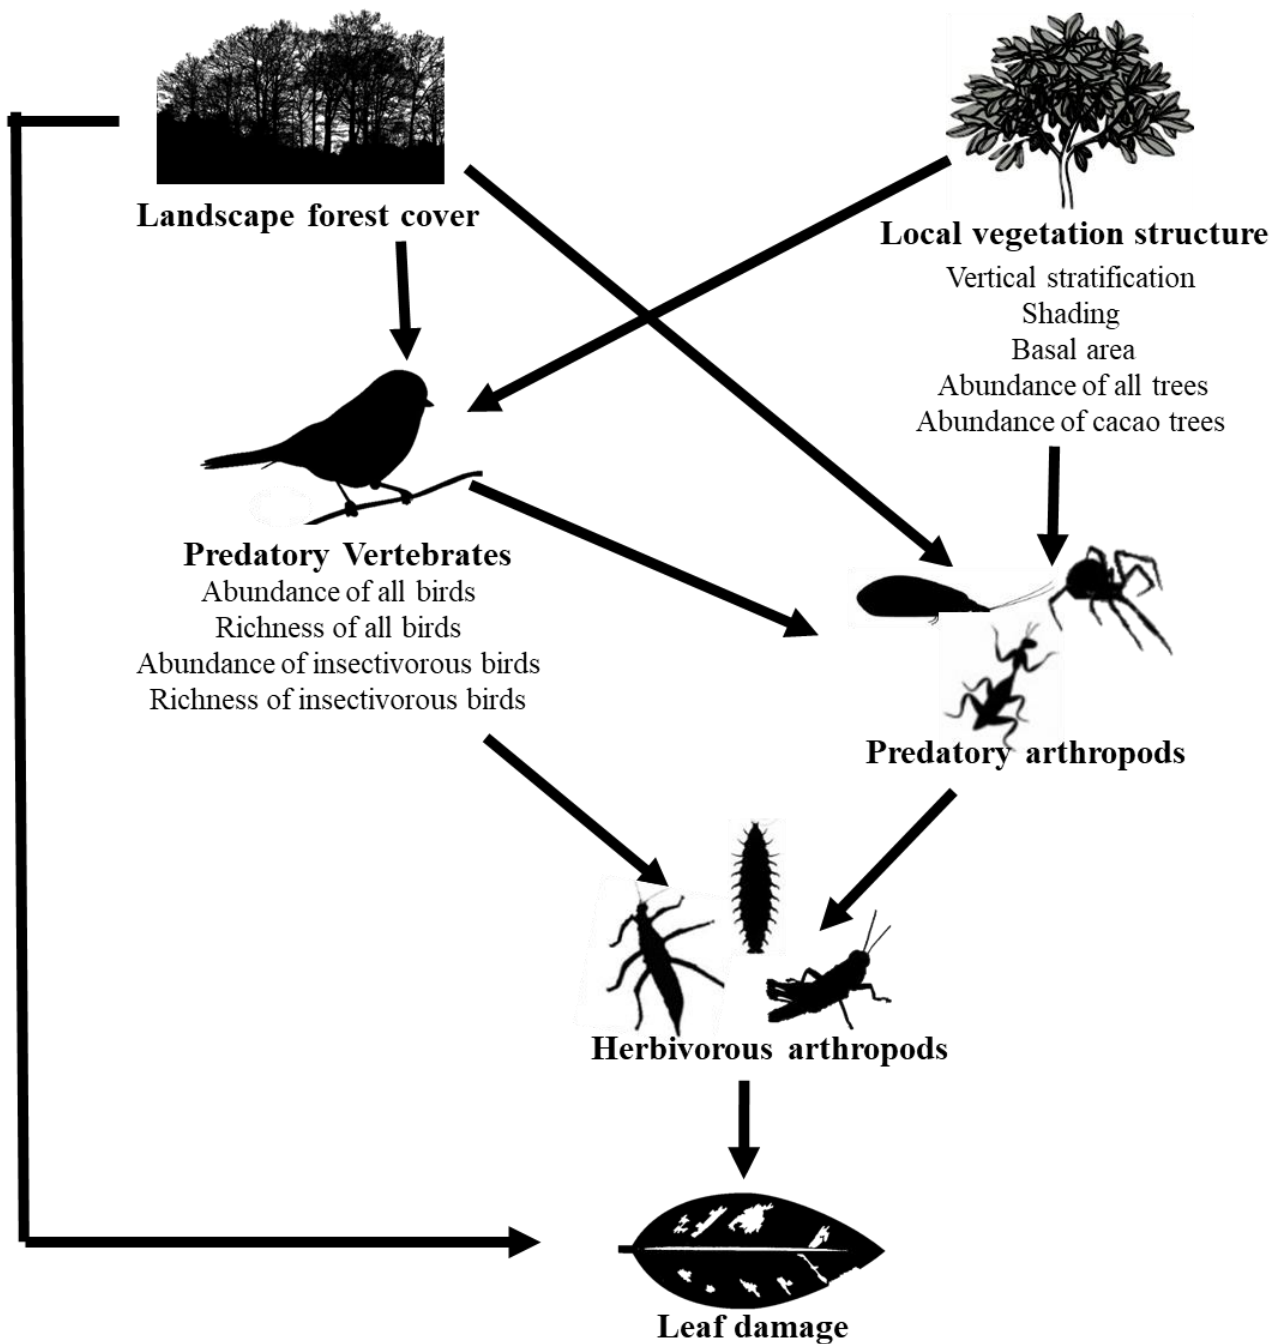 Landscape forest cover
Local vegetation structure
Vertical stratification
Shading
Basal area
Abundance of all trees
Abundance of cacao trees
Predatory Vertebrates
Abundance of all birds
Richness of all birds
Abundance of insectivorous birds
Richness of insectivorous birds
Predatory arthropods
Herbivorous arthropods
Leaf damage